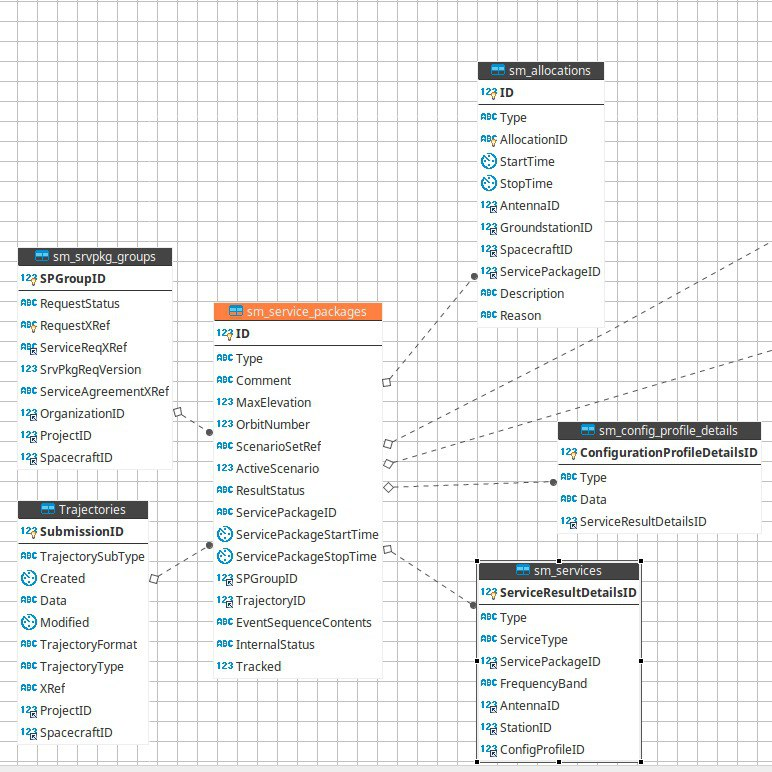 sm_allocations
ID
Type
AllocationID
StartTime
StopTime
AntennaID
GroundstationID
SpacecraftID
ServicePackageID
Description
Reason
sm_srvpkg_groups
SPGroupID
RequestStatus
RequestXRef
ServiceReqXRef
SrvPkgReqVersion
ServiceAgreementXRef
OrganizationID
ProjectID
SpacecraftID
sm_service_packages
ID
Type
Comment
MaxElevation
OrbitNumber
ScenarioSetRef
ActiveScenario
ResultStatus
ServicePackageID
ServicePackageStartTime
ServicePackageStopTime
SPGroupID
TrajectoryID
EventSequenceContents
InternalStatus
Tracked
sm_config_profile_details
ConfigurationProfileDetailsID
Type
Data
ServiceResultDetailsID
Trajectories
SubmissionID
TrajectorySubType
Created
Data
Modified
TrajectoryFormat
TrajectoryType
XRef
ProjectID
SpacecraftID
sm_services
ServiceResultDetailsID
Type
ServiceType
ServicePackageID
FrequencyBand
AntennaID
StationID
ConfigProfileID